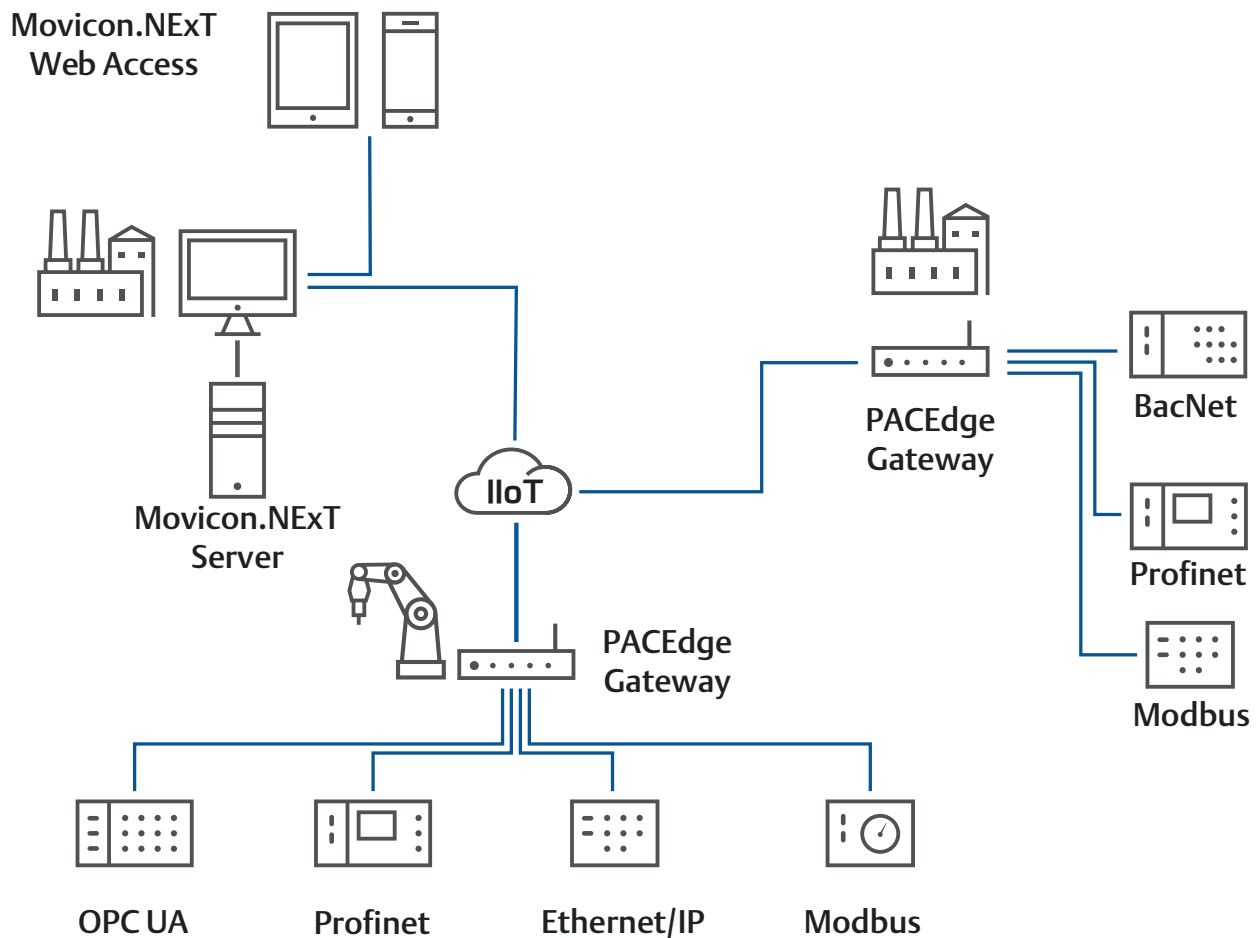 Movicon.NExT
Web Access
PACEdge
Gateway
BacNet
IIoT
Movicon.NExT
Server
Profinet
PACEdge
Gateway
Modbus
OPC UA
Profinet
Ethernet/IP
Modbus